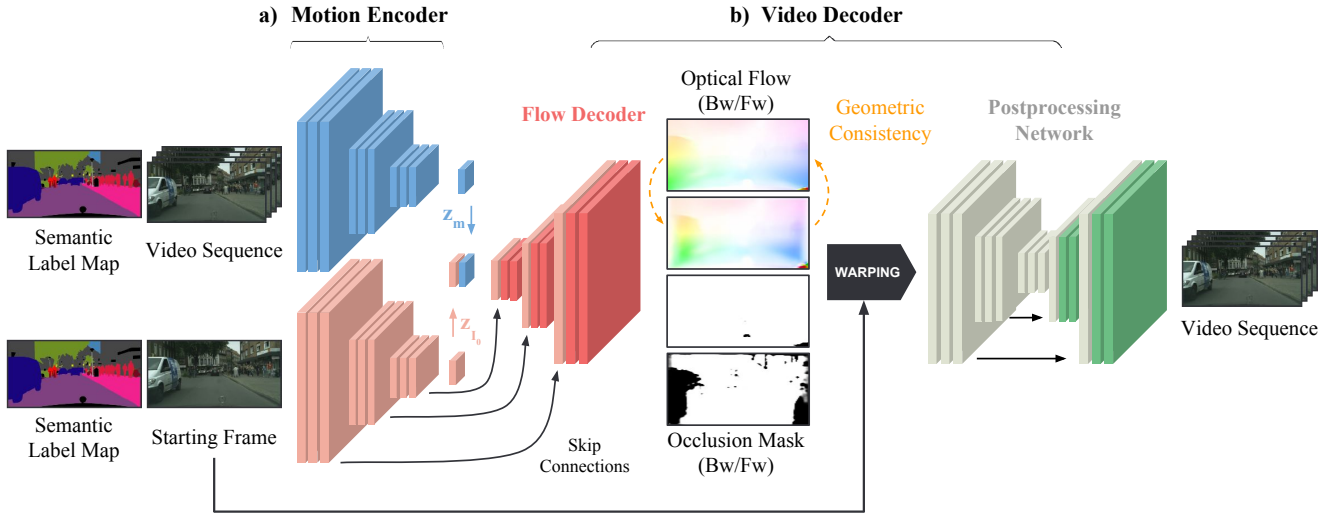 a) Motion Encoder
b) Video Decoder
Optical Flow
(Bw/Fw)
Flow Decoder
Geometric
Consistency
Postprocessing
Network
Semantic
Label Map
Video Sequence
z_m
WARPING
z_I_0
Video Sequence
Semantic
Label Map
Starting Frame
Skip
Connections
Occlusion Mask
(Bw/Fw)